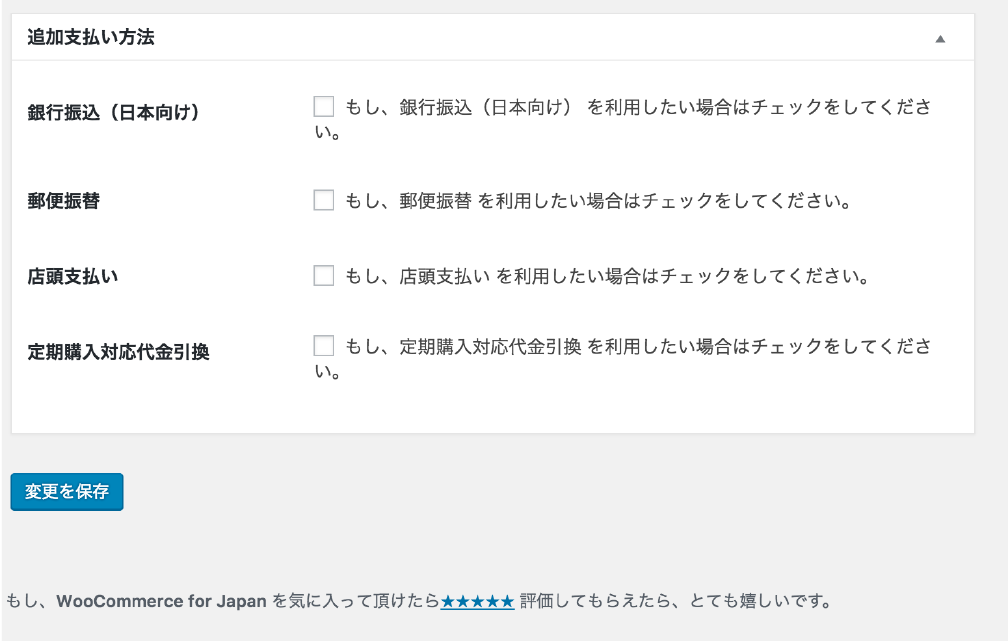 追加支払い方法
銀行振込（日本向け）
もし、銀行振込（日本向け） を利用したい場合はチェックをしてくださ
い。
郵便振替
もし、郵便振替 を利用したい場合はチェックをしてください。
店頭支払い
もし、店頭支払い を利用したい場合はチェックをしてください。
定期購入対応代金引換
もし、定期購入対応代金引換 を利用したい場合はチェックをしてくださ
い。
変更を保存
もし、WooCommerce for Japan を気に入って頂けたら★★★★★ 評価してもらえたら、とても嬉しいです。